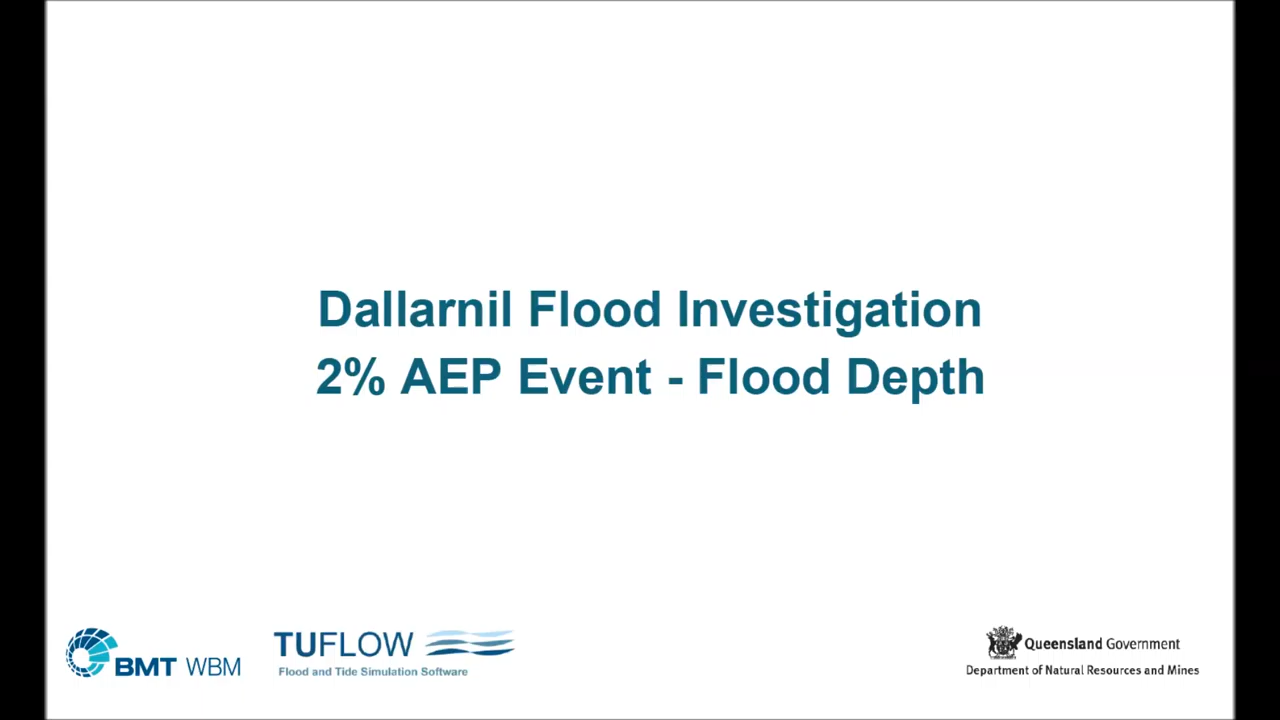 Dallarnil Flood Investigation
2% AEP Event - Flood Depth
BMT WBM
TUFLOW
Flood and Tide Simulation Software
Queensland Government
Department of Natural Resources and Mines